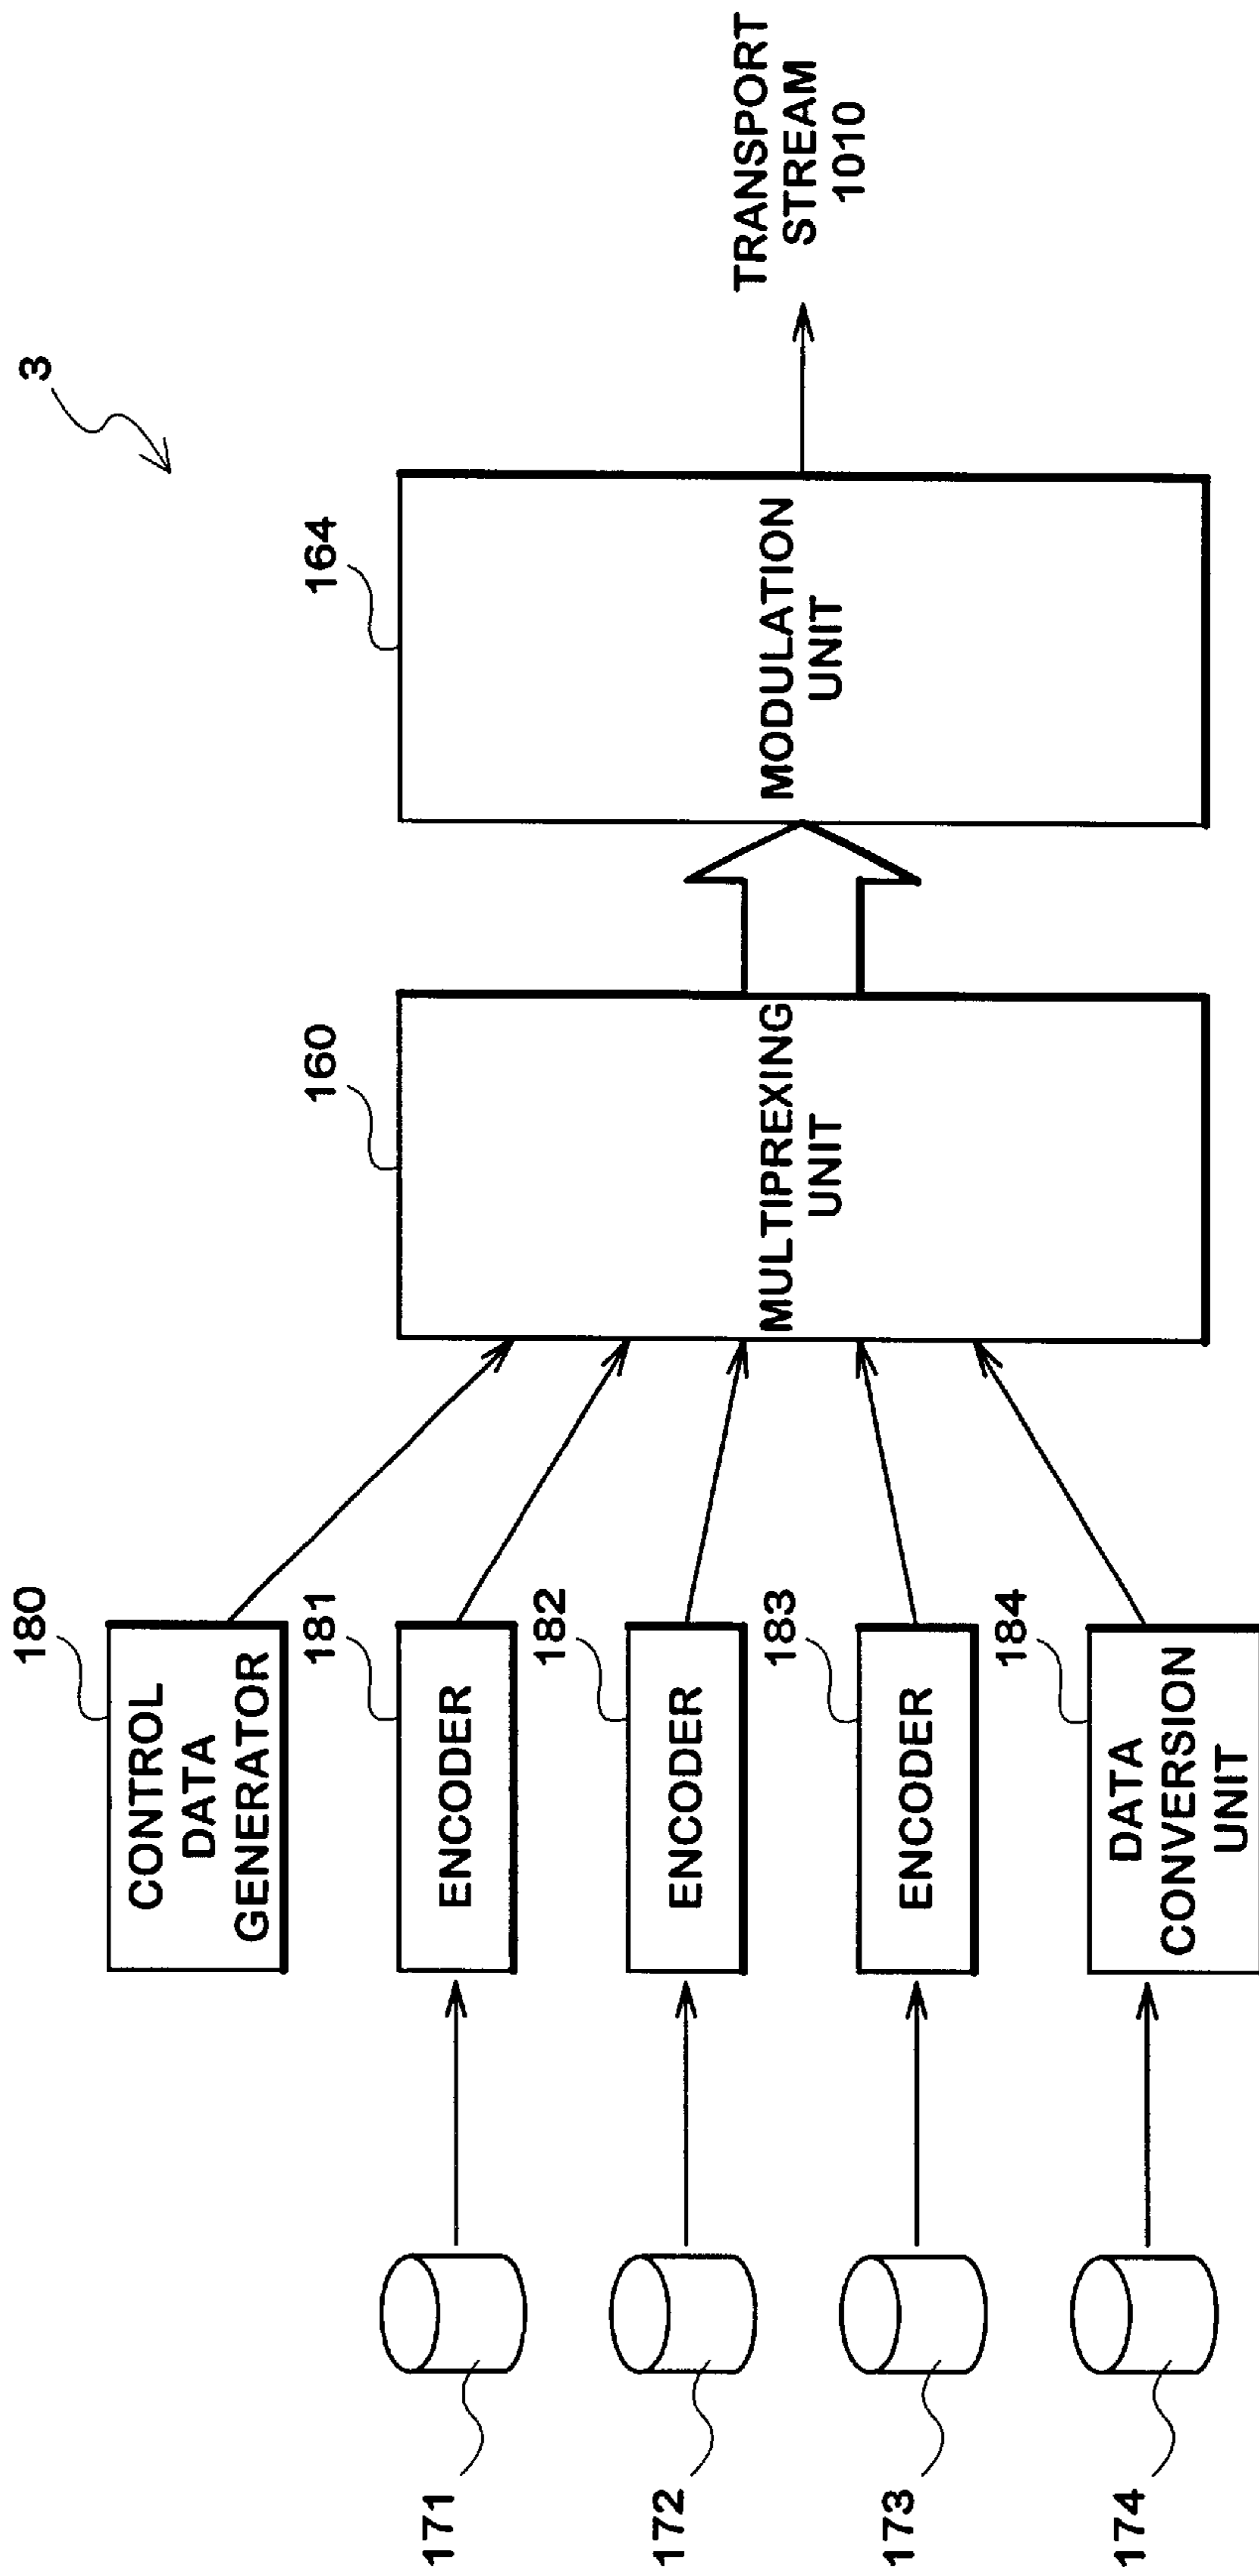 3
180
CONTROL
DATA
GENERATOR
171
181
ENCODER
172
182
ENCODER
173
183
ENCODER
174
184
DATA
CONVERSION
UNIT
160
MULTIPREXING
UNIT
164
MODULATION
UNIT
TRANSPORT
STREAM
1010